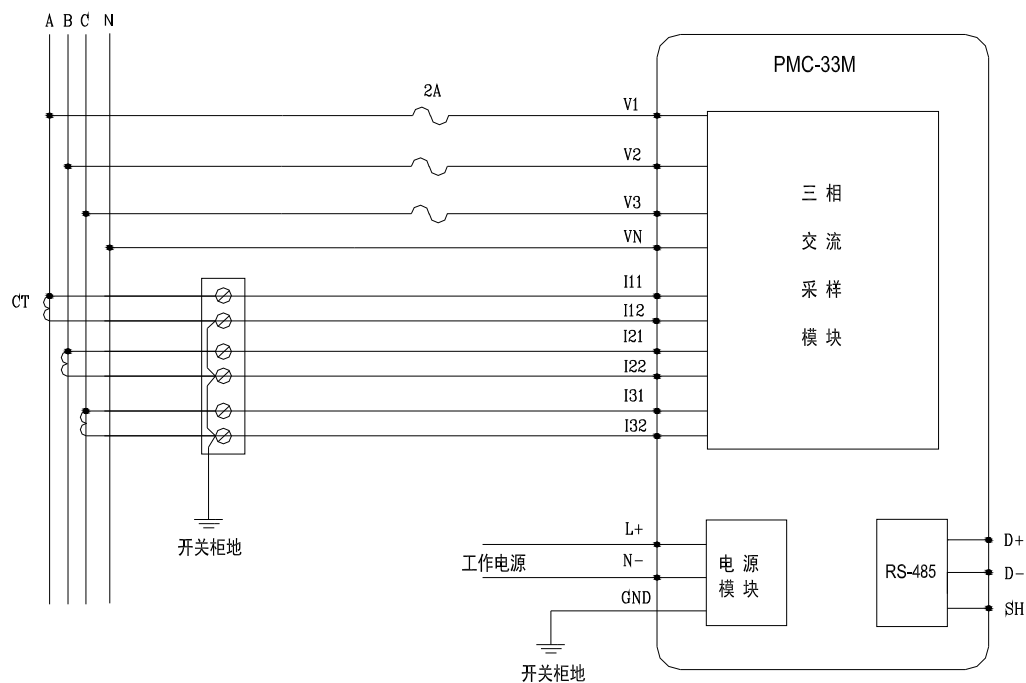 A B C N
PMC-33M
2A
V1
V2
V3
VN
三相
交流
采样
模块
CT
I11
I12
I21
I22
I31
I32
开关柜地
L+
工作电源
N-
GND
电源
模块
RS-485
D+
D-
SH
开关柜地